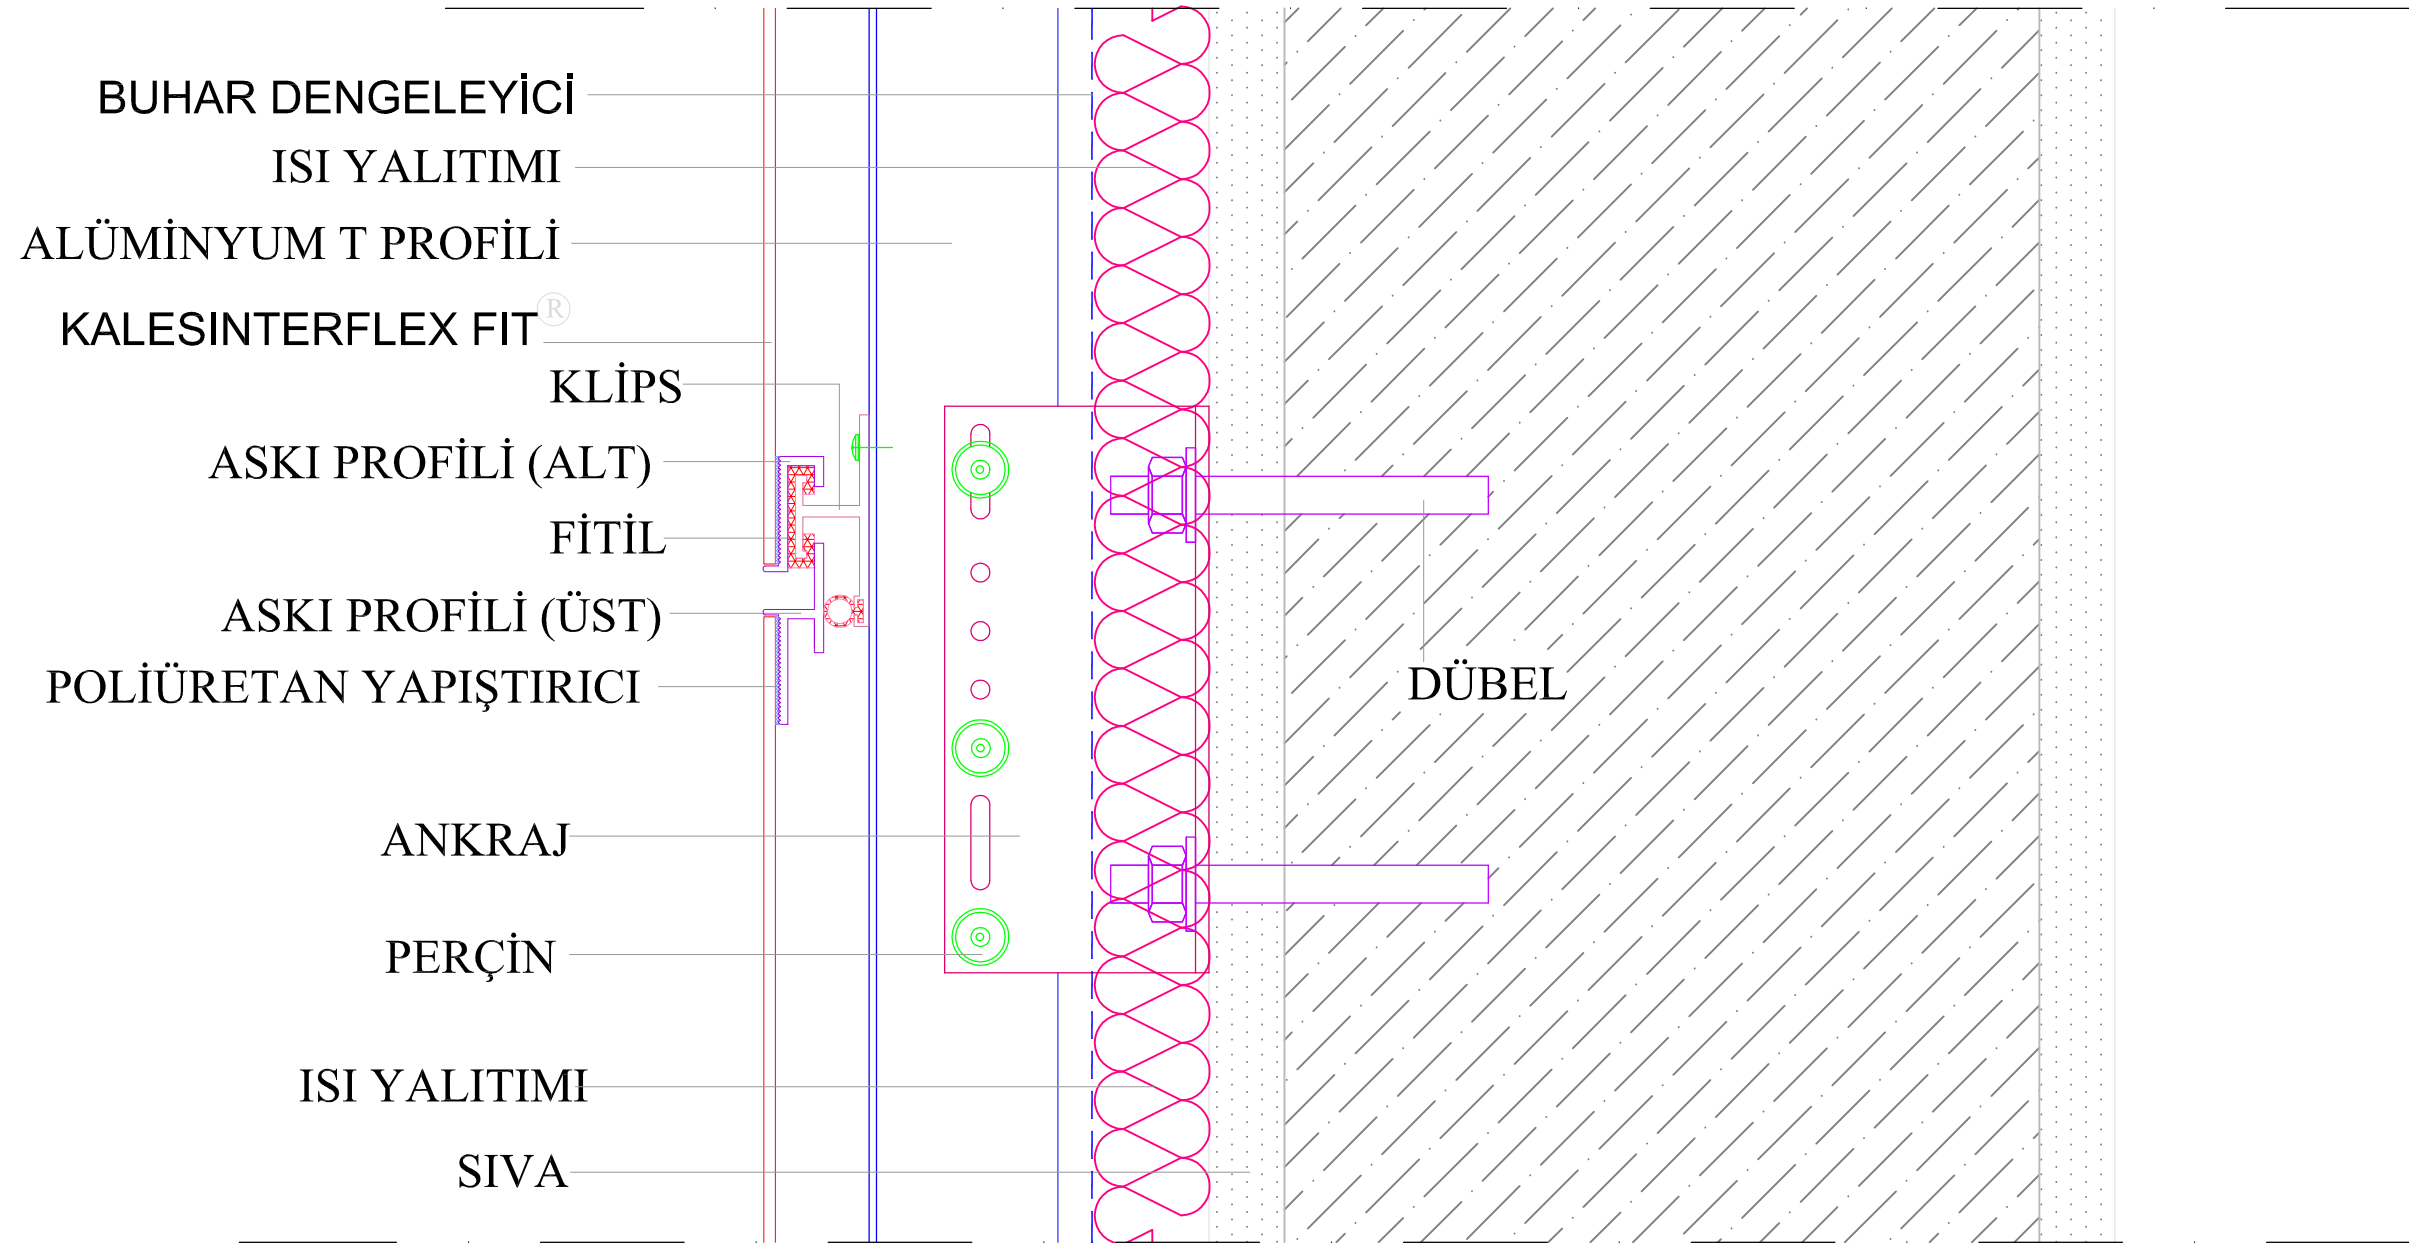 BUHAR DENGELEYİCİ
ISI YALITIMI
ALÜMİNYUM T PROFİLİ
KALESINTERFLEX FIT®
KLİPS
ASKI PROFİLİ (ALT)
FİTİL
ASKI PROFİLİ (ÜST)
POLİÜRETAN YAPIŞTIRICI
DÜBEL
ANKRAJ
PERÇİN
ISI YALITIMI
SIVA